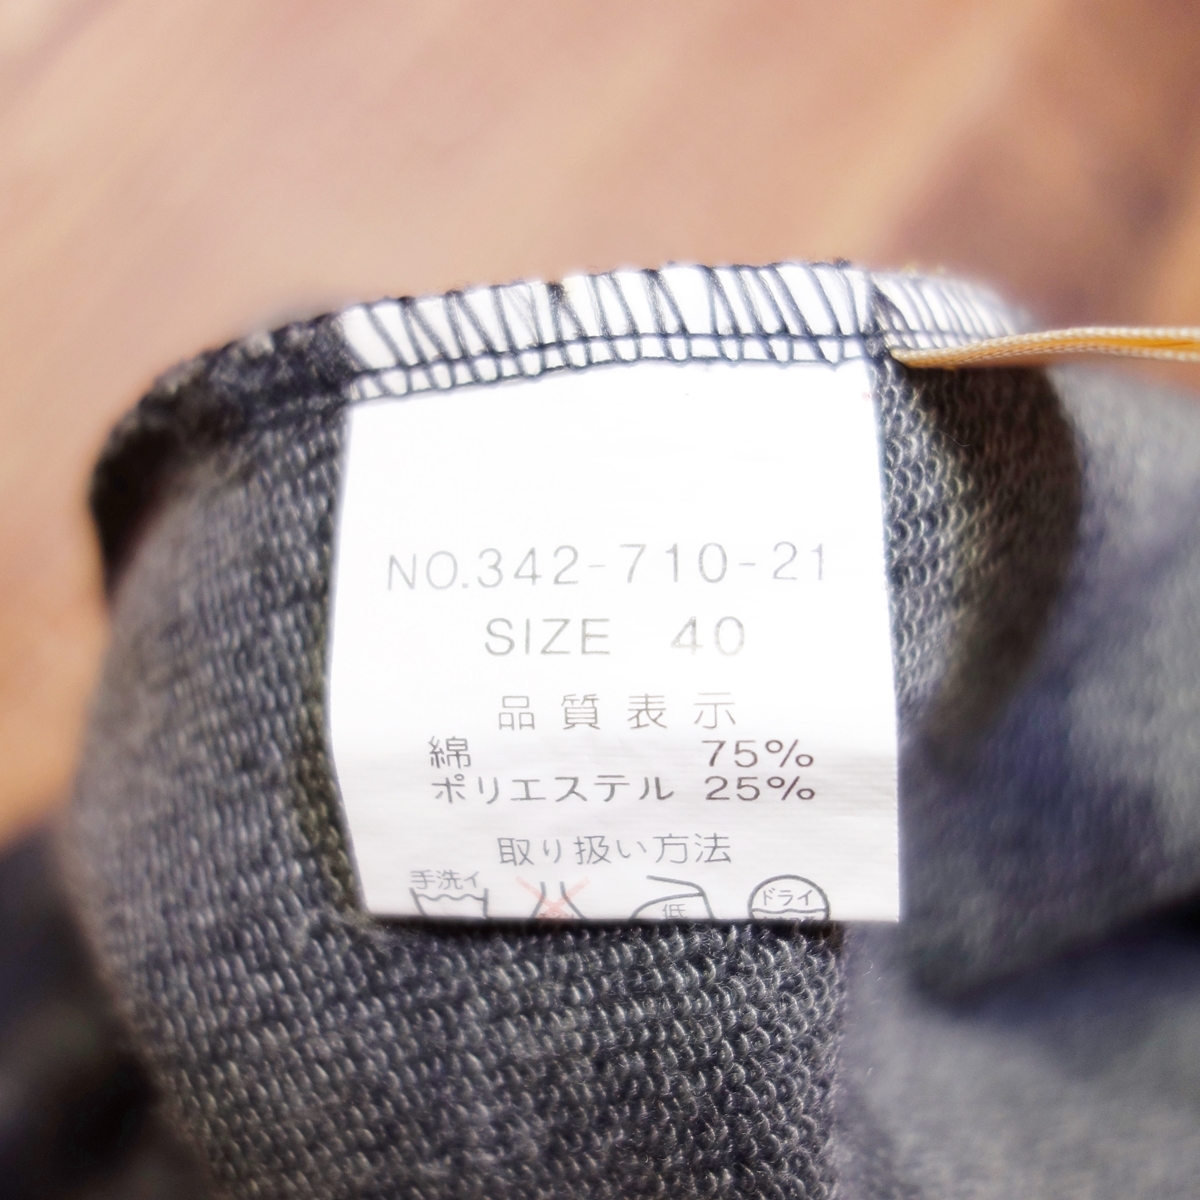 NO.342-710-21
SIZE 40
品質表示
綿 75%
ポリエステル 25%
取り扱い方法
手洗イ
低 ドライ